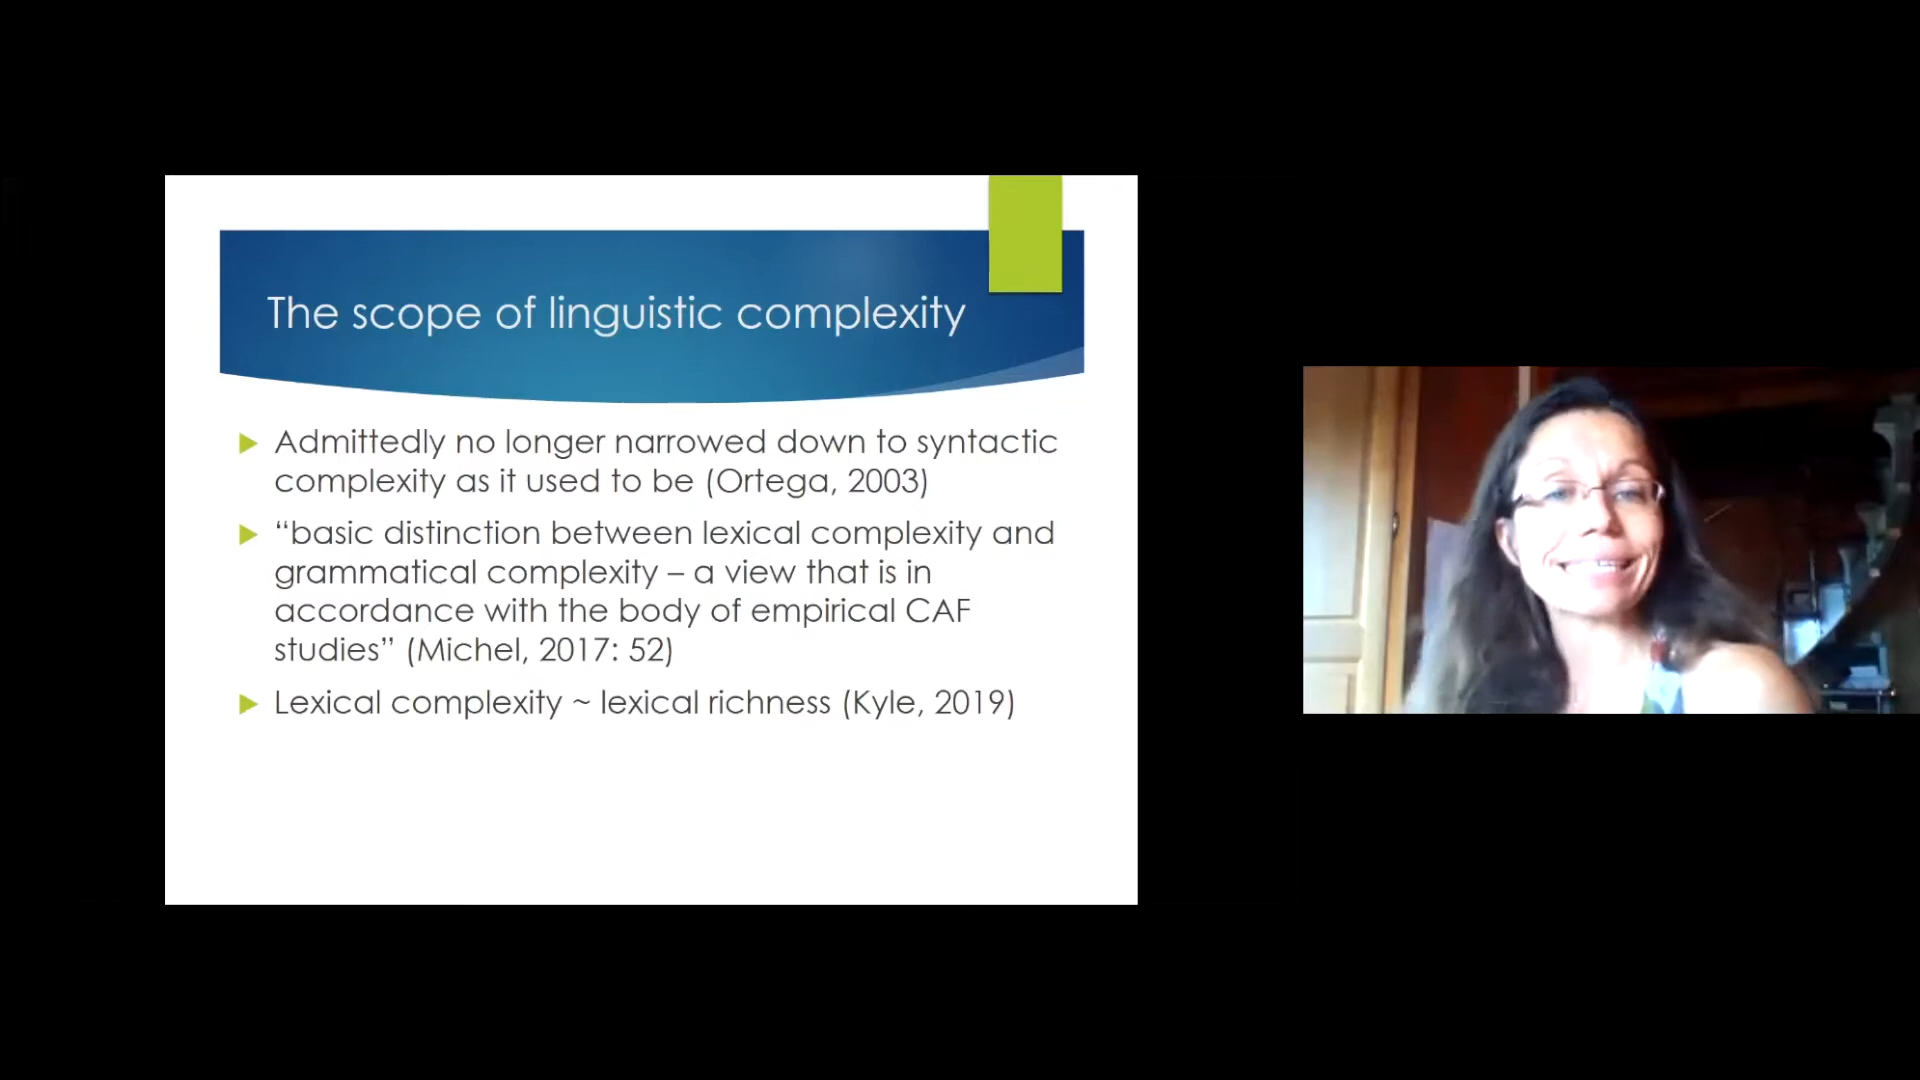 The scope of linguistic complexity
Admittedly no longer narrowed down to syntactic
complexity as it used to be (Ortega, 2003)
“basic distinction between lexical complexity and
grammatical complexity – a view that is in
accordance with the body of empirical CAF
studies” (Michel, 2017: 52)
Lexical complexity ~ lexical richness (Kyle, 2019)